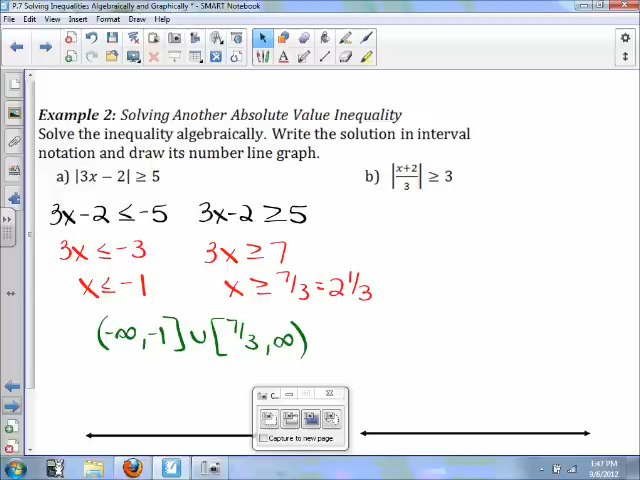 P.7 Solving Inequalities Algebraically and Graphically * - SMART Notebook
File Edit View Insert Format Tools Draw Help
Example 2: Solving Another Absolute Value Inequality
Solve the inequality algebraically. Write the solution in interval
notation and draw its number line graph.
a) |3x − 2| ≥ 5 b) |x+2/3| ≥ 3
3x-2 ≤ -5 3x-2 ≥ 5
3x ≤ -3 3x ≥ 7
x ≤ -1 x ≥ 7/3 = 2 1/3
(-∞, -1] ∪ [7/3, ∞)
C...
Capture to new page
1:47 PM
9/6/2012